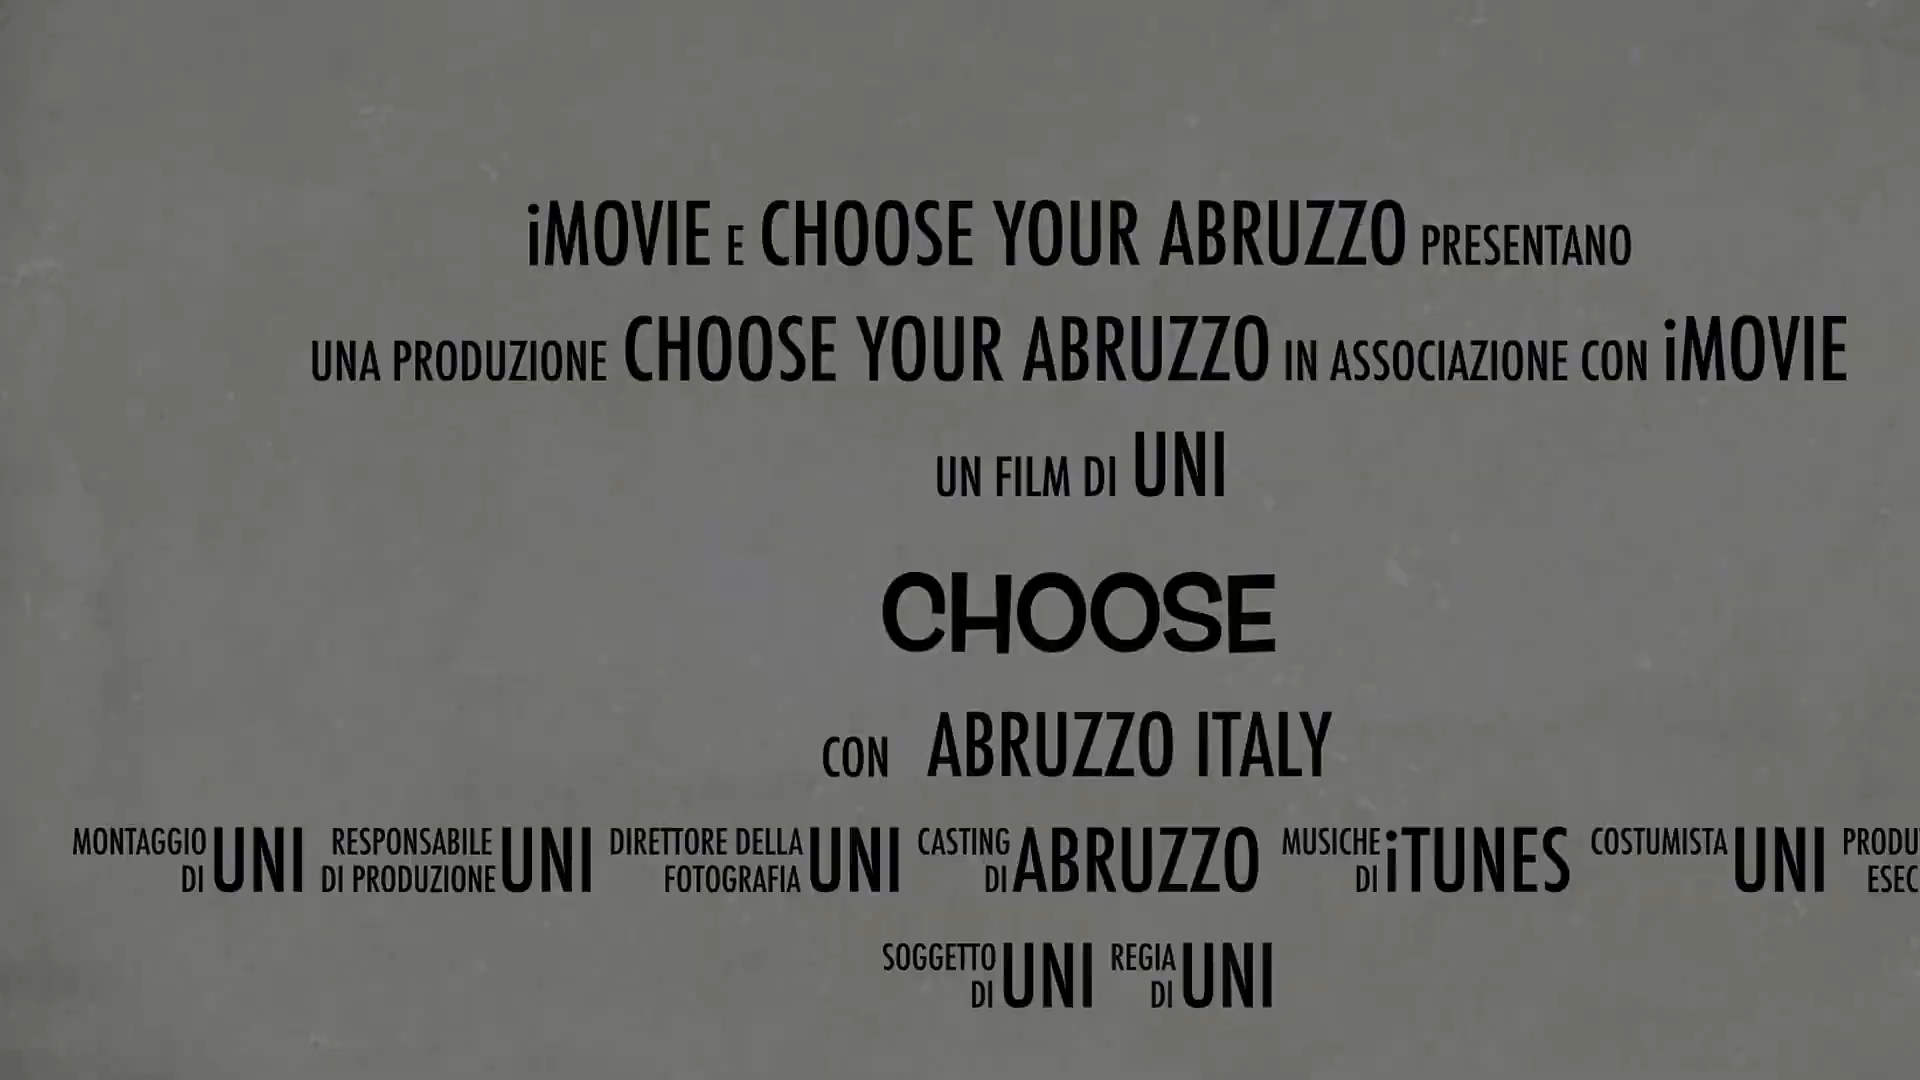 iMOVIE E CHOOSE YOUR ABRUZZO PRESENTANO
UNA PRODUZIONE CHOOSE YOUR ABRUZZO IN ASSOCIAZIONE CON iMOVIE
UN FILM DI UNI
CHOOSE
CON ABRUZZO ITALY
MONTAGGIO DI UNI RESPONSABILE DI PRODUZIONE UNI DIRETTORE DELLA FOTOGRAFIA UNI CASTING DI ABRUZZO MUSICHE DI iTUNES COSTUMISTA UNI
SOGGETTO DI UNI REGIA DI UNI